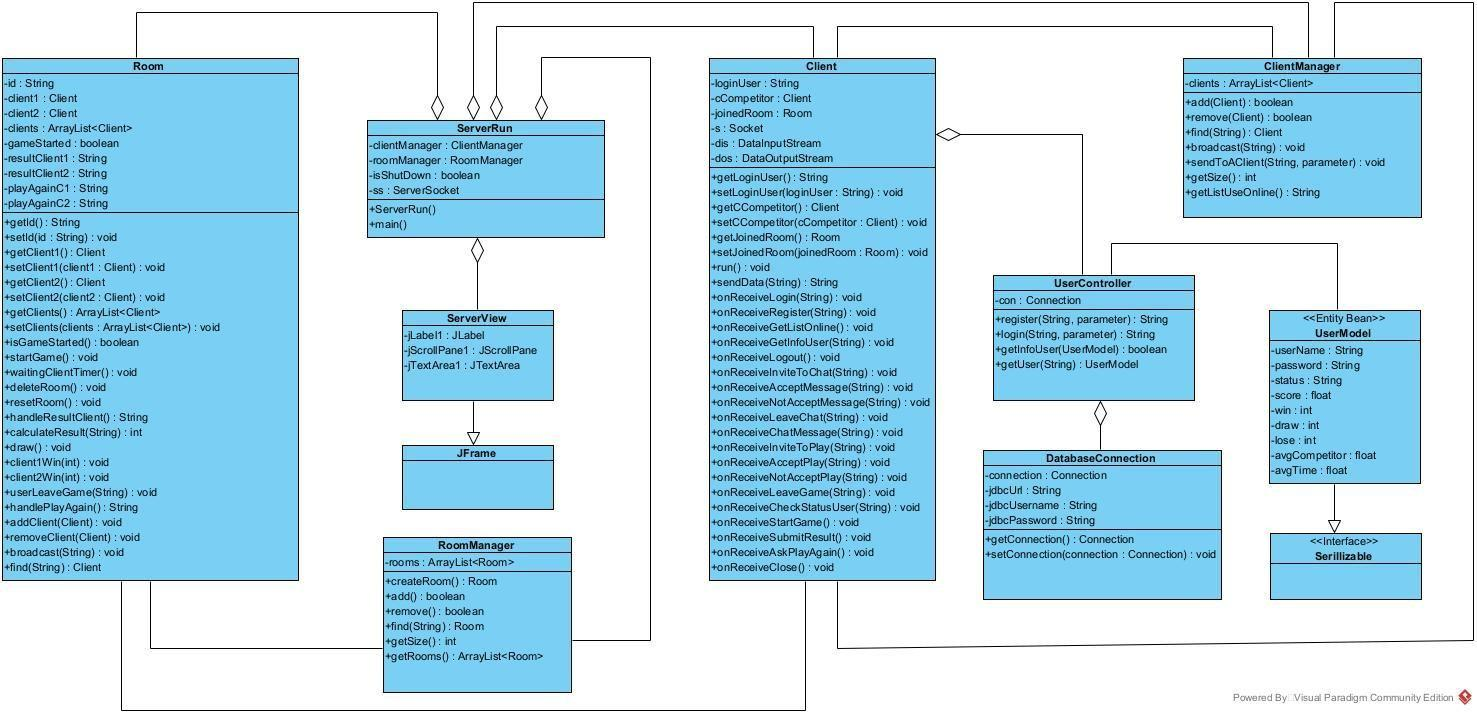 Room
-id : String
-client1 : Client
-client2 : Client
-clients : ArrayList<Client>
-gameStarted : boolean
-resultClient1 : String
-resultClient2 : String
-playAgainC1 : String
-playAgainC2 : String
+getId() : String
+setId(id : String) : void
+getClient1() : Client
+setClient1(client1 : Client) : void
+getClient2() : Client
+setClient2(client2 : Client) : void
+getClients() : ArrayList<Client>
+setClients(clients : ArrayList<Client>) : void
+isGameStarted() : boolean
+startGame() : void
+waitingClientTimer() : void
+deleteRoom() : void
+resetRoom() : void
+handleResultClient() : String
+calculateResult(String) : int
+draw() : void
+client1Win(int) : void
+client2Win(int) : void
+userLeaveGame(String) : void
+handlePlayAgain() : String
+addClient(Client) : void
+removeClient(Client) : void
+broadcast(String) : void
+find(String) : Client
ServerRun
-clientManager : ClientManager
-roomManager : RoomManager
-isShutDown : boolean
-ss : ServerSocket
+ServerRun()
+main()
ServerView
-jLabel1 : JLabel
-jScrollPane1 : JScrollPane
-jTextArea1 : JTextArea
JFrame
RoomManager
-rooms : ArrayList<Room>
+createRoom() : Room
+add() : boolean
+remove() : boolean
+find(String) : Room
+getSize() : int
+getRooms() : ArrayList<Room>
Client
-loginUser : String
-cCompetitor : Client
-joinedRoom : Room
-s : Socket
-dis : DataInputStream
-dos : DataOutputStream
+getLoginUser() : String
+setLoginUser(loginUser : String) : void
+getCCompetitor() : Client
+setCCompetitor(cCompetitor : Client) : void
+getJoinedRoom() : Room
+setJoinedRoom(joinedRoom : Room) : void
+run() : void
+sendData(String) : String
+onReceiveLogin(String) : void
+onReceiveRegister(String) : void
+onReceiveGetListOnline() : void
+onReceiveGetInfoUser(String) : void
+onReceiveLogout() : void
+onReceiveInviteToChat(String) : void
+onReceiveAcceptMessage(String) : void
+onReceiveNotAcceptMessage(String) : void
+onReceiveLeaveChat(String) : void
+onReceiveChatMessage(String) : void
+onReceiveInviteToPlay(String) : void
+onReceiveAcceptPlay(String) : void
+onReceiveNotAcceptPlay(String) : void
+onReceiveLeaveGame(String) : void
+onReceiveCheckStatusUser(String) : void
+onReceiveStartGame() : void
+onReceiveSubmitResult() : void
+onReceiveAskPlayAgain() : void
+onReceiveClose() : void
ClientManager
-clients : ArrayList<Client>
+add(Client) : boolean
+remove(Client) : boolean
+find(String) : Client
+broadcast(String) : void
+sendToAClient(String, parameter) : void
+getSize() : int
+getListUseOnline() : String
UserController
-con : Connection
+register(String, parameter) : String
+login(String, parameter) : String
+getInfoUser(UserModel) : boolean
+getUser(String) : UserModel
DatabaseConnection
-connection : Connection
-jdbcUrl : String
-jdbcUsername : String
-jdbcPassword : String
+getConnection() : Connection
+setConnection(connection : Connection) : void
<<Entity Bean>>
UserModel
-userName : String
-password : String
-status : String
-score : float
-win : int
-draw : int
-lose : int
-avgCompetitor : float
-avgTime : float
<<Interface>>
Serillizable
Powered By Visual Paradigm Community Edition